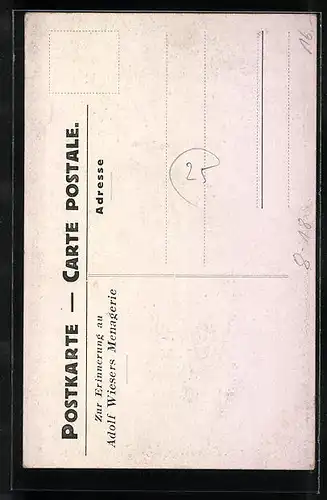 POSTKARTE — CARTE POSTALE.
Zur Erinnerung an
Adolf Wiesers Menagerie
Adresse
25
16.-
8-18